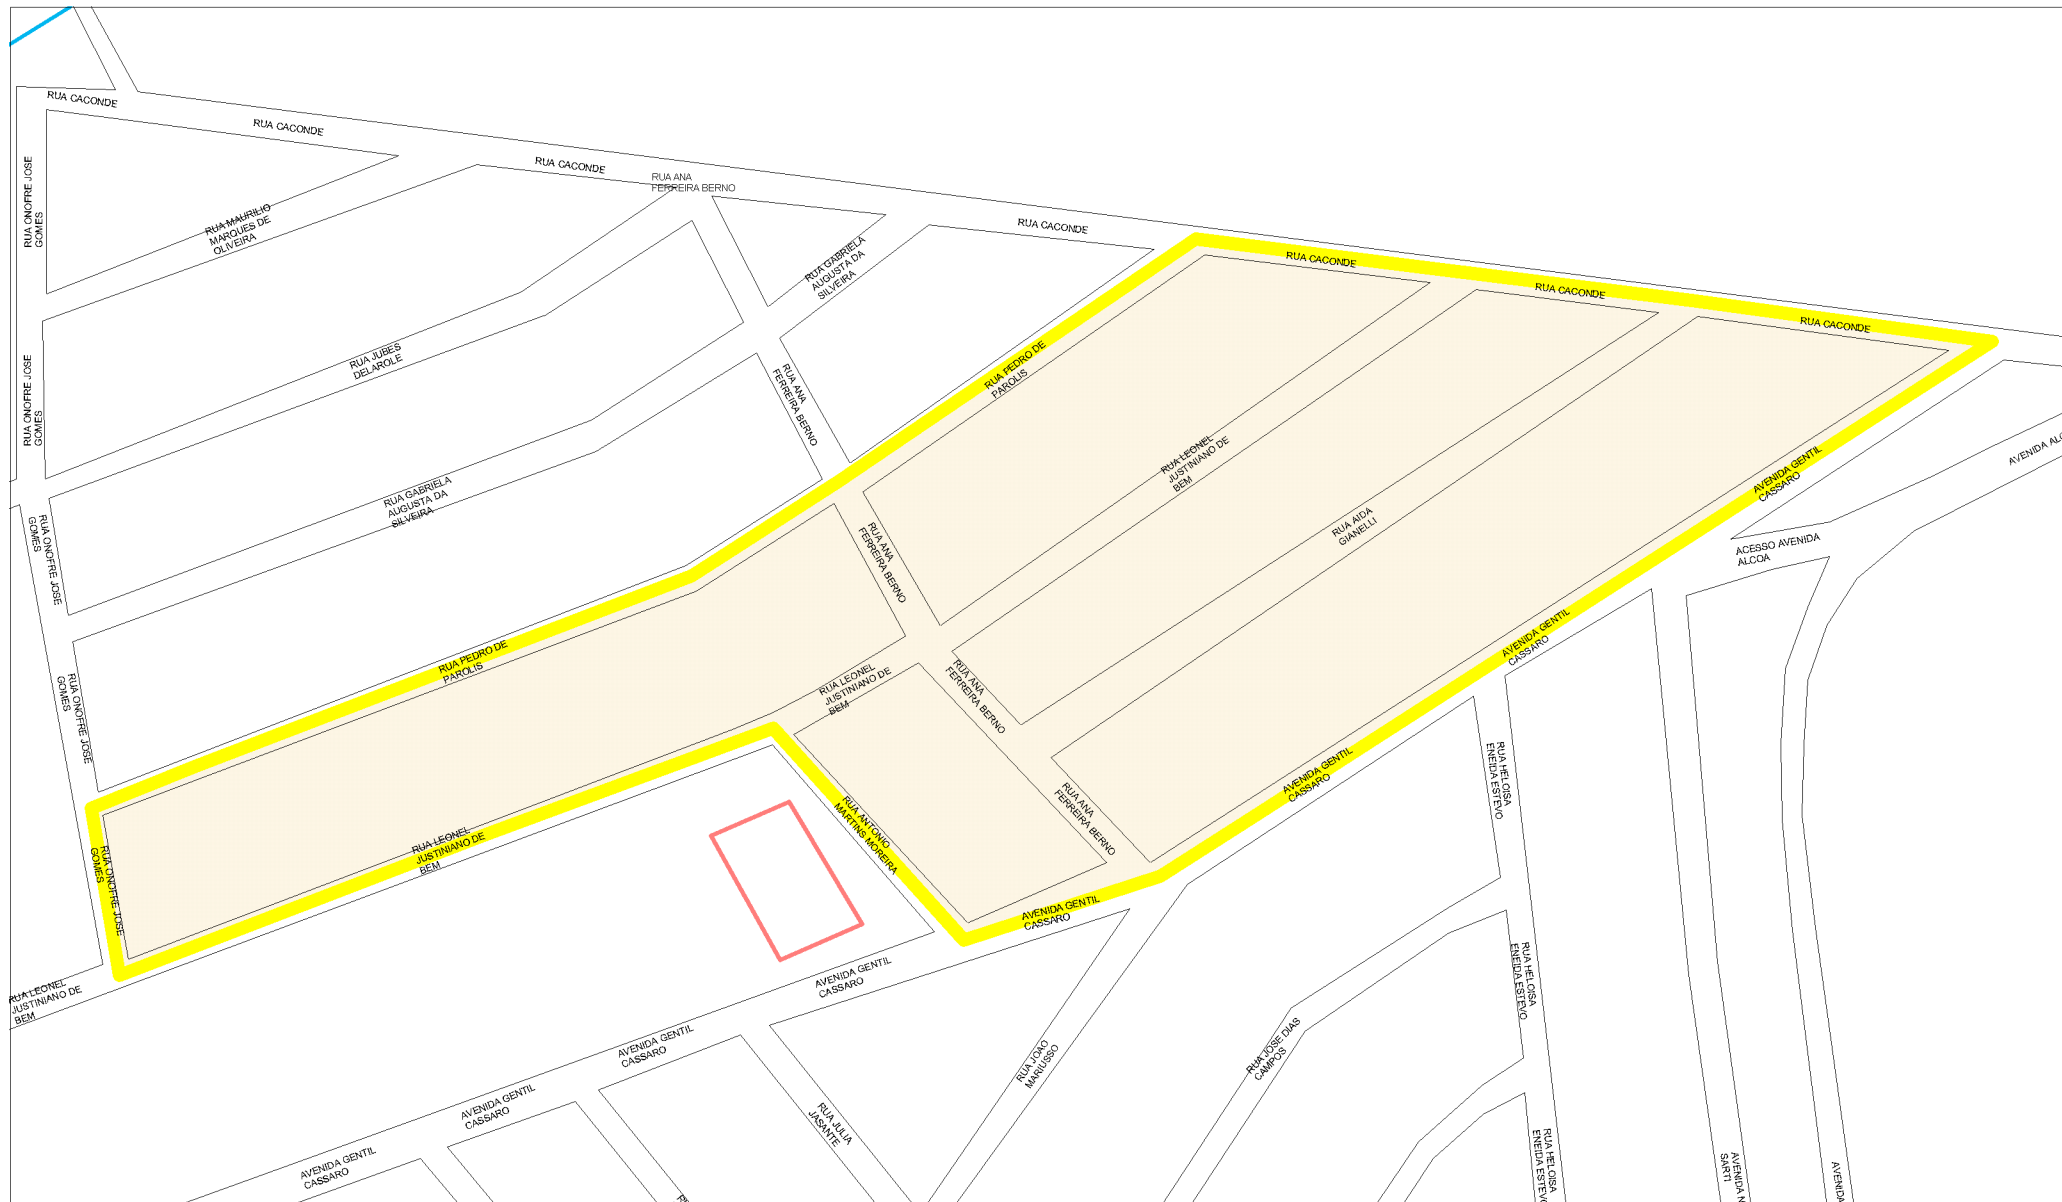 RUA CACONDE
RUA CACONDE
RUA CACONDE
RUA ANA
FERREIRA BERNO
RUA CACONDE
RUA CACONDE
RUA CACONDE
RUA CACONDE
RUA ONOFRE JOSE
GOMES
RUA MAURILIO
MARQUES DE
OLIVEIRA
RUA GABRIELA
AUGUSTA DA
SILVEIRA
RUA JUBES
DELAROLE
RUA ONOFRE JOSE
GOMES
RUA ANA
FERREIRA BERNO
RUA PEDRO DE
PAROLIS
RUA LEONEL
JUSTINIANO DE
BEM
AVENIDA GENTIL
CASSARO
AVENIDA
RUA GABRIELA
AUGUSTA DA
SILVEIRA
RUA ONOFRE JOSE
GOMES
RUA ANA
FERREIRA BERNO
RUA AIDA
GIANELLI
ACESSO AVENIDA
ALCOA
RUA PEDRO DE
PAROLIS
RUA ONOFRE JOSE
GOMES
RUA LEONEL
JUSTINIANO DE
BEM
RUA ANA
FERREIRA BERNO
AVENIDA GENTIL
CASSARO
RUA HELOISA
ENEIDA ESTEVO
AVENIDA GENTIL
CASSARO
RUA ANA
FERREIRA BERNO
RUA LEONEL
JUSTINIANO DE
BEM
RUA ANTONIO
MARTINS MOREIRA
RUA ONOFRE JOSE
GOMES
AVENIDA GENTIL
CASSARO
RUA LEONEL
JUSTINIANO DE
BEM
AVENIDA GENTIL
CASSARO
RUA HELOISA
ENEIDA ESTEVO
AVENIDA GENTIL
CASSARO
RUA JOAO
MARIUSSO
RUA JOSE DIAS
CAMPOS
AVENIDA GENTIL
CASSARO
RUA JULIA
JASANTE
AVENIDA GENTIL
CASSARO
RUA HELOISA
ENEIDA ESTEVO
AVENIDA
SARTI
AVENIDA